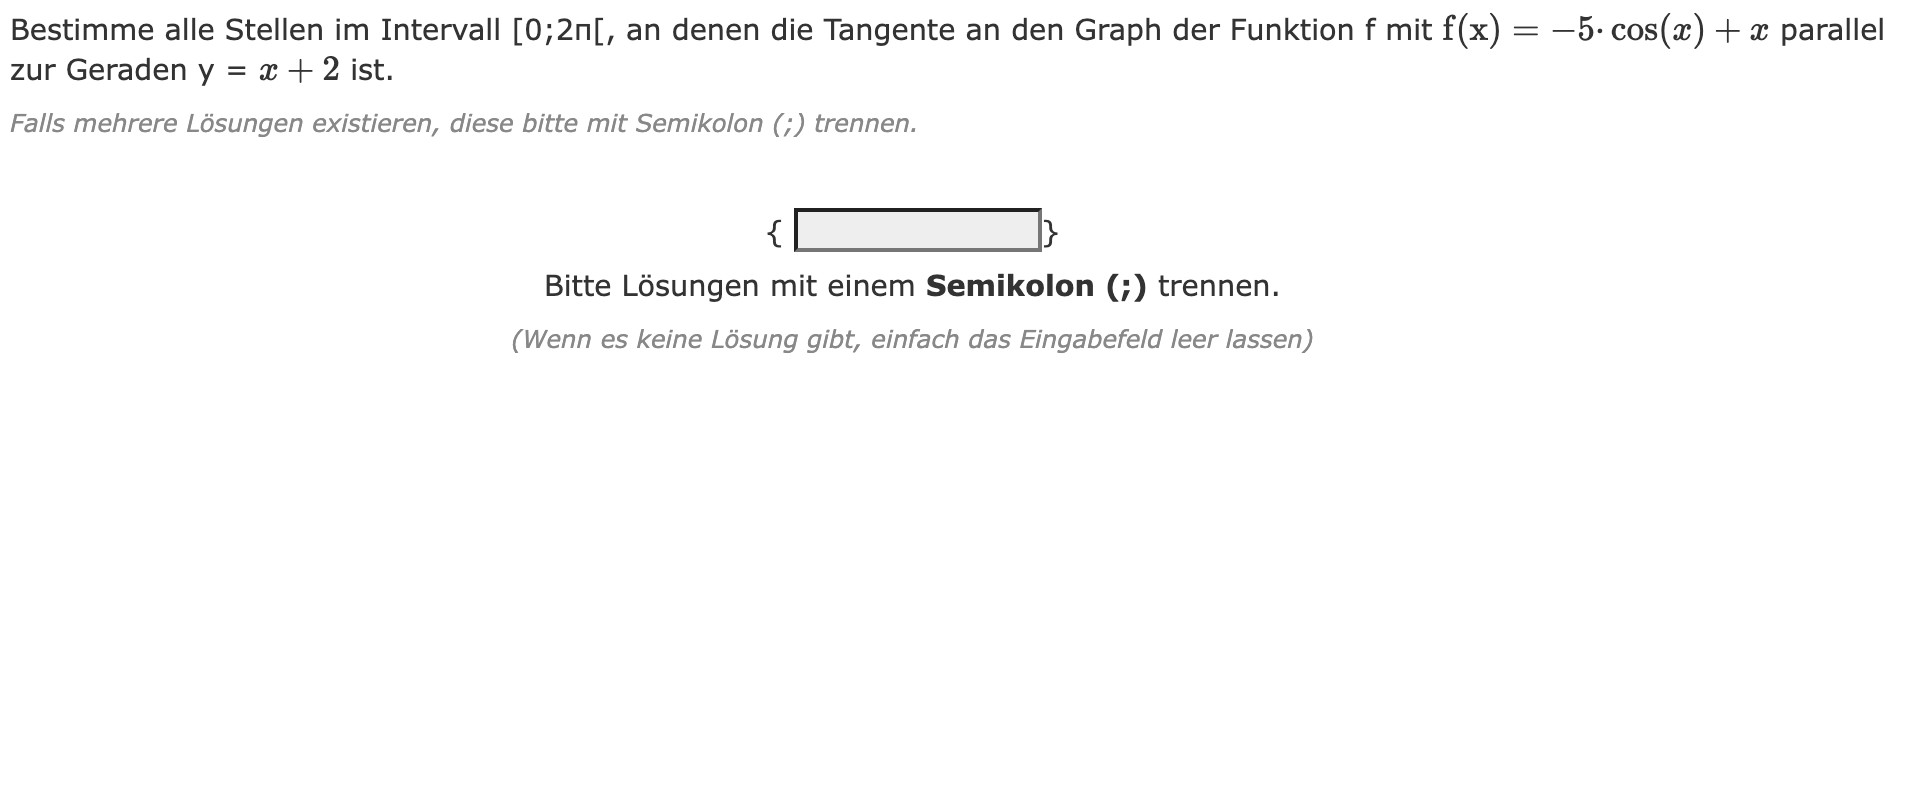 Bestimme alle Stellen im Intervall [0;2π[, an denen die Tangente an den Graph der Funktion f mit f(x) = −5· cos(x) + x parallel
zur Geraden y = x + 2 ist.
Falls mehrere Lösungen existieren, diese bitte mit Semikolon (;) trennen.
{ }
Bitte Lösungen mit einem Semikolon (;) trennen.
(Wenn es keine Lösung gibt, einfach das Eingabefeld leer lassen)